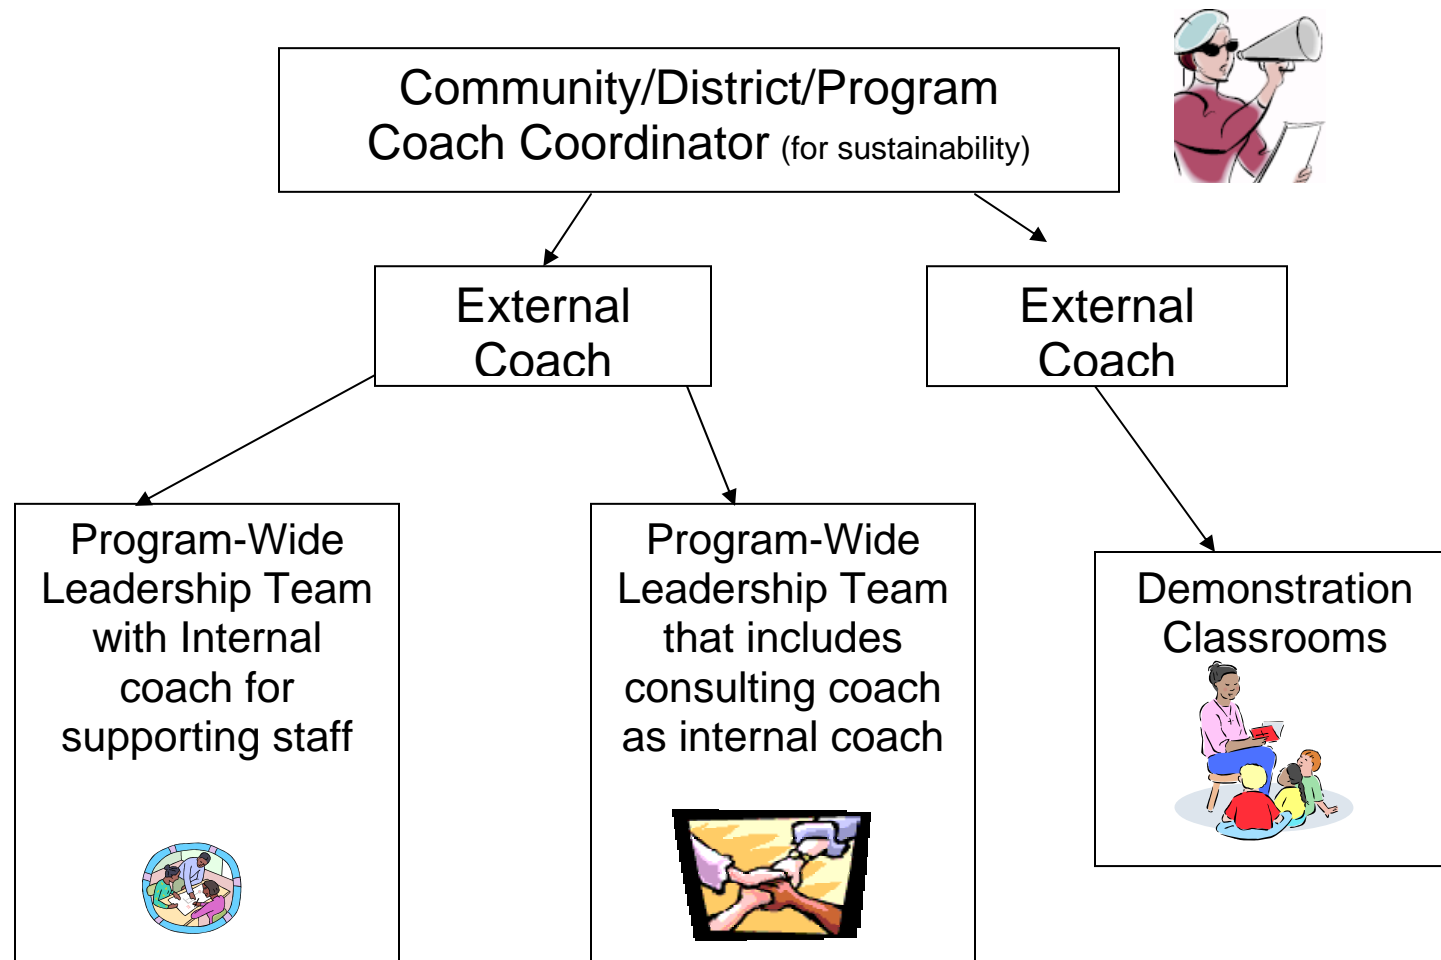 Community/District/Program
Coach Coordinator (for sustainability)
External
Coach
External
Coach
Program-Wide
Leadership Team
with Internal
coach for
supporting staff
Program-Wide
Leadership Team
that includes
consulting coach
as internal coach
Demonstration
Classrooms